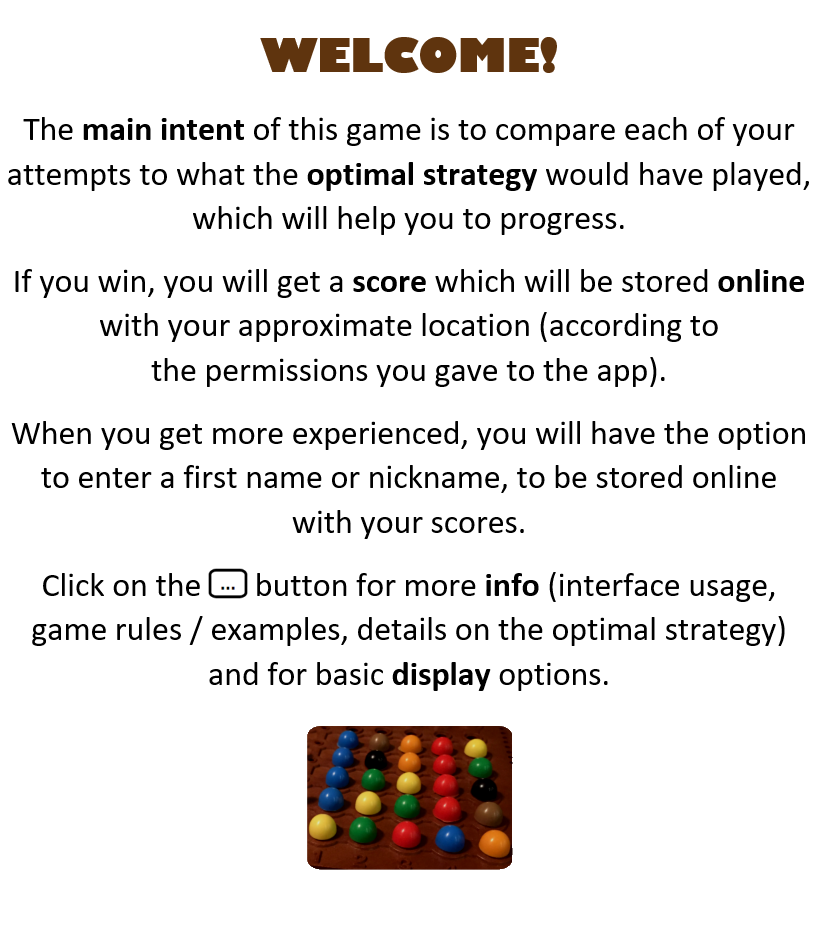 WELCOME!
The main intent of this game is to compare each of your
attempts to what the optimal strategy would have played,
which will help you to progress.
If you win, you will get a score which will be stored online
with your approximate location (according to
the permissions you gave to the app).
When you get more experienced, you will have the option
to enter a first name or nickname, to be stored online
with your scores.
Click on the ... button for more info (interface usage,
game rules / examples, details on the optimal strategy)
and for basic display options.
1 2